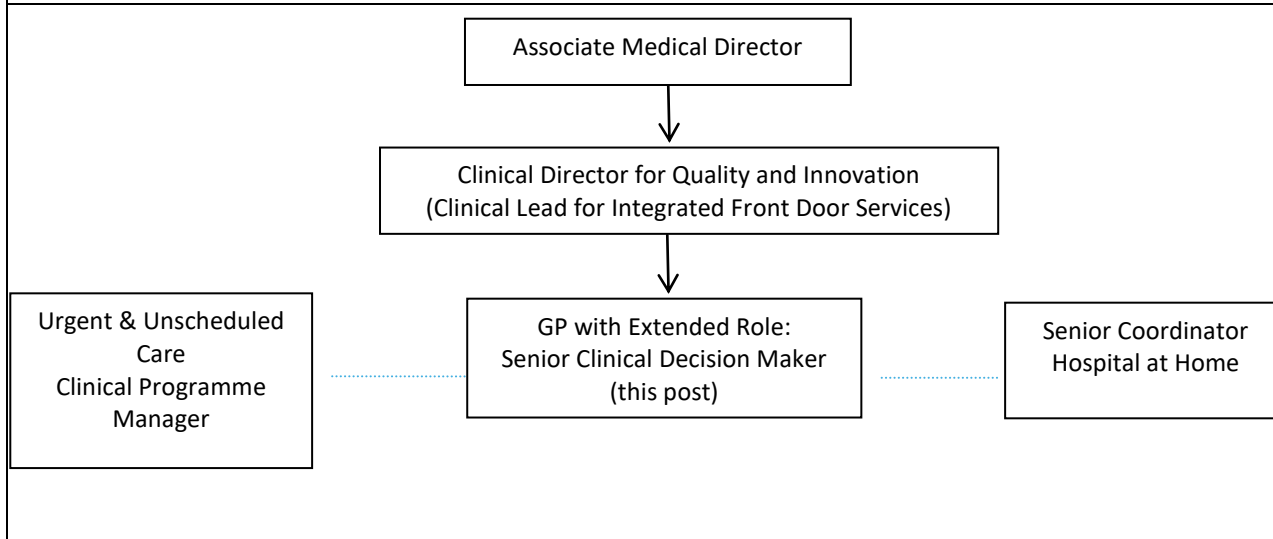 Associate Medical Director
Clinical Director for Quality and Innovation
(Clinical Lead for Integrated Front Door Services)
Urgent & Unscheduled
Care
Clinical Programme
Manager
GP with Extended Role:
Senior Clinical Decision Maker
(this post)
Senior Coordinator
Hospital at Home